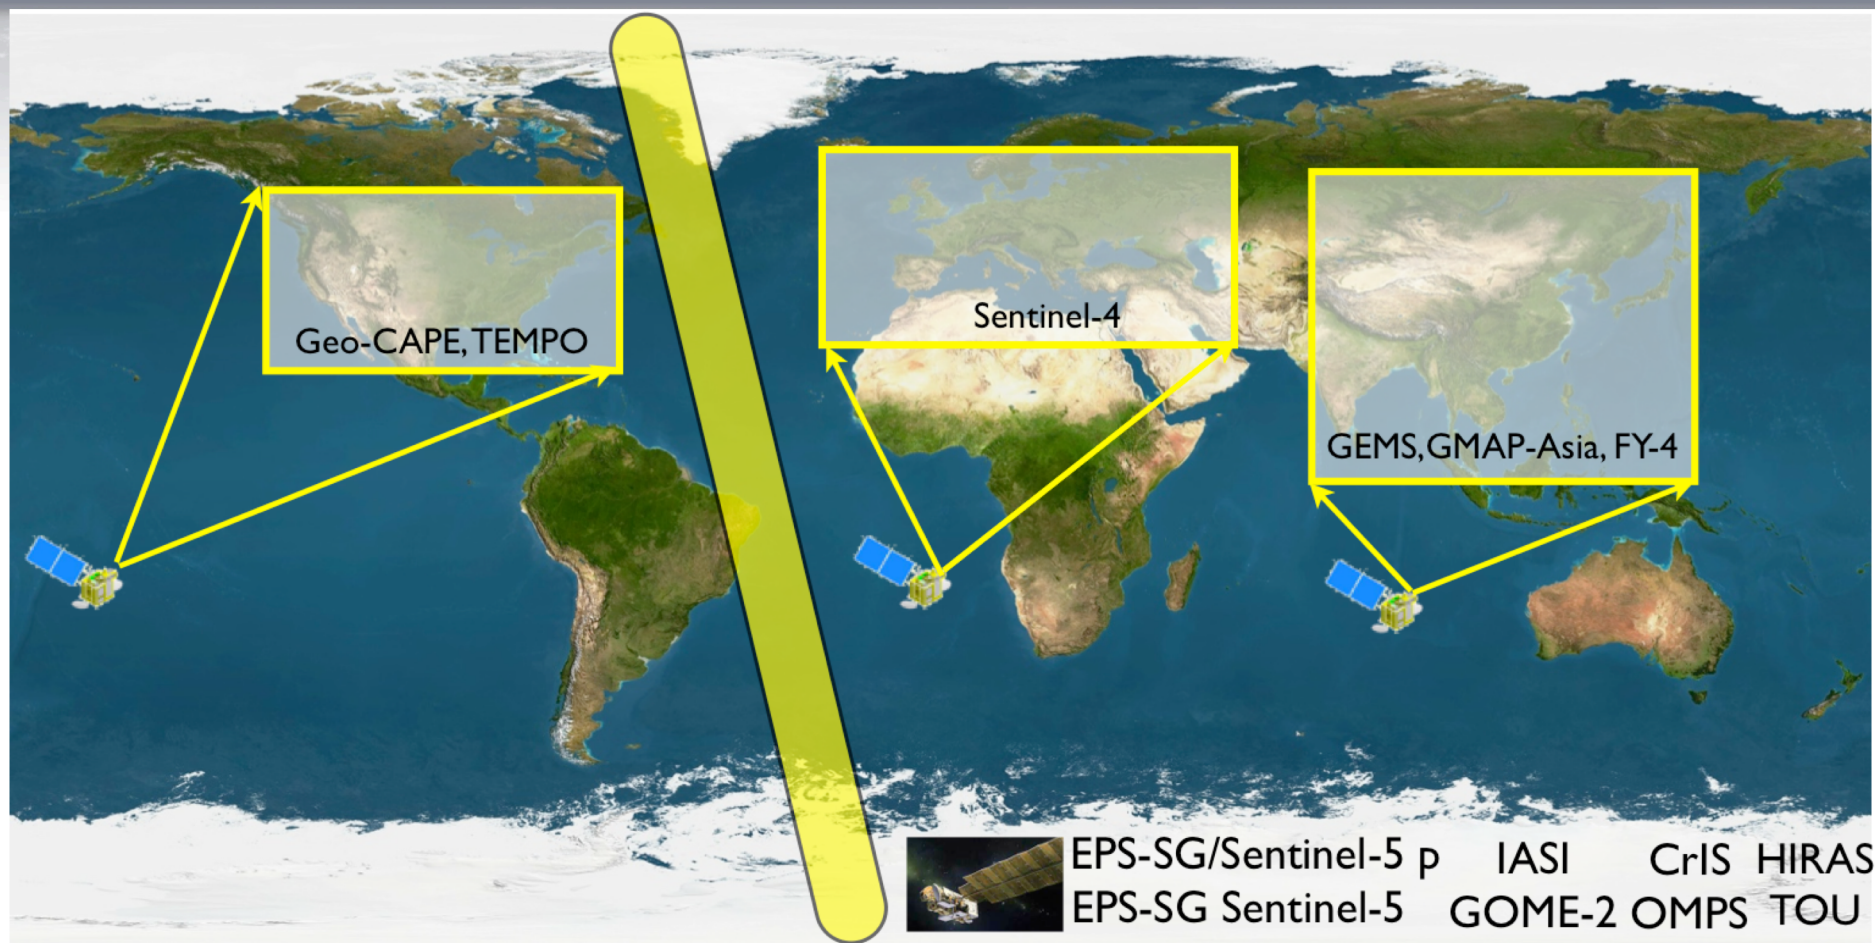 Geo-CAPE, TEMPO
Sentinel-4
GEMS, GMAP-Asia, FY-4
EPS-SG/Sentinel-5 p IASI CrIS HIRAS
EPS-SG Sentinel-5 GOME-2 OMPS TOU